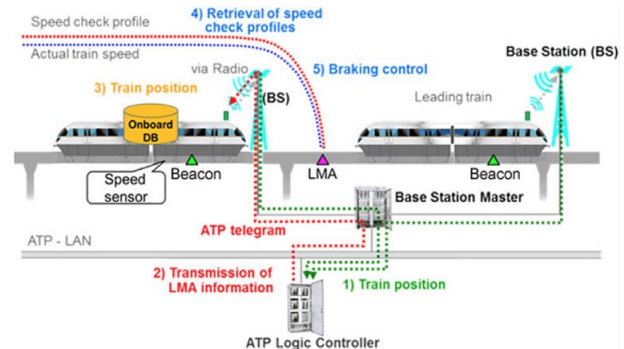 Speed check profile
4) Retrieval of speed
check profiles
Actual train speed
Base Station (BS)
via Radio
5) Braking control
3) Train position
(BS)
Leading train
Onboard
DB
Speed
sensor
Beacon
LMA
Beacon
Base Station Master
ATP telegram
ATP - LAN
2) Transmission of
LMA information
1) Train position
ATP Logic Controller